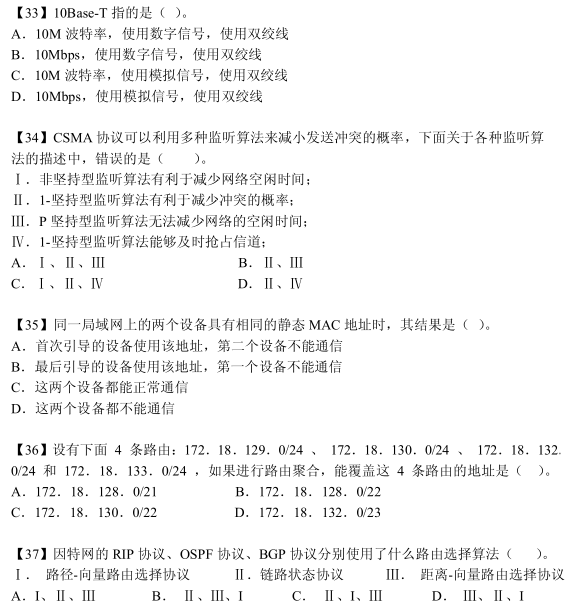 【33】10Base-T 指的是（ ）。
A．10M 波特率，使用数字信号，使用双绞线
B．10Mbps，使用数字信号，使用双绞线
C．10M 波特率，使用模拟信号，使用双绞线
D．10Mbps，使用模拟信号，使用双绞线
【34】CSMA 协议可以利用多种监听算法来减小发送冲突的概率，下面关于各种监听算
法的描述中，错误的是（ ）。
Ⅰ．非坚持型监听算法有利于减少网络空闲时间；
Ⅱ．1-坚持型监听算法有利于减少冲突的概率；
Ⅲ．P 坚持型监听算法无法减少网络的空闲时间；
Ⅳ．1-坚持型监听算法能够及时抢占信道；
A．Ⅰ、Ⅱ、Ⅲ B．Ⅱ、Ⅲ
C．Ⅰ、Ⅱ、Ⅳ D．Ⅱ、Ⅳ
【35】同一局域网上的两个设备具有相同的静态 MAC 地址时，其结果是（ ）。
A．首次引导的设备使用该地址，第二个设备不能通信
B．最后引导的设备使用该地址，第一个设备不能通信
C．这两个设备都能正常通信
D．这两个设备都不能通信
【36】设有下面 4 条路由：172．18．129．0/24 、 172．18．130．0/24 、 172．18．132．
0/24 和 172．18．133．0/24 ，如果进行路由聚合，能覆盖这 4 条路由的地址是（ ）。
A．172．18．128．0/21 B．172．18．128．0/22
C．172．18．130．0/22 D．172．18．132．0/23
【37】因特网的 RIP 协议、OSPF 协议、BGP 协议分别使用了什么路由选择算法（ ）。
Ⅰ． 路径-向量路由选择协议 Ⅱ．链路状态协议 Ⅲ． 距离-向量路由选择协议
A．I、Ⅱ、Ⅲ B． Ⅱ、Ⅲ、I C． Ⅱ、I、Ⅲ D． Ⅲ、Ⅱ、I